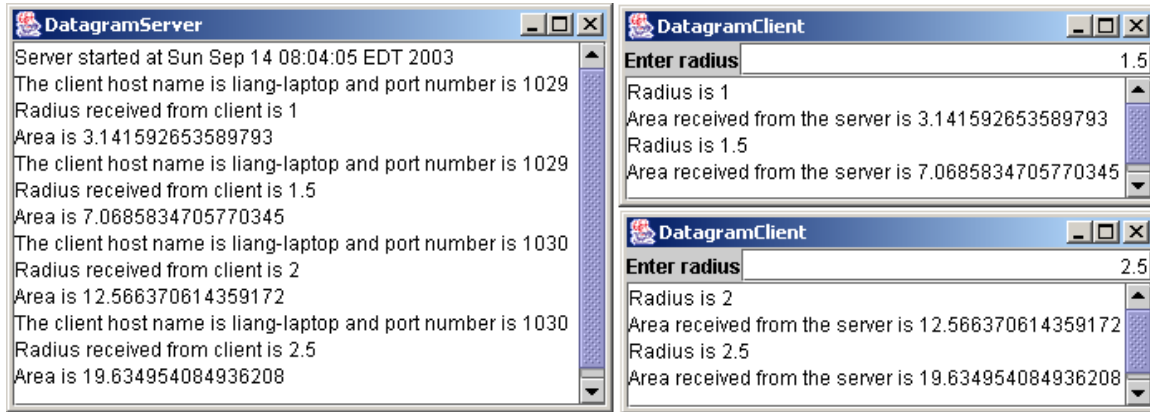 DatagramServer
Server started at Sun Sep 14 08:04:05 EDT 2003
The client host name is liang-laptop and port number is 1029
Radius received from client is 1
Area is 3.141592653589793
The client host name is liang-laptop and port number is 1029
Radius received from client is 1.5
Area is 7.0685834705770345
The client host name is liang-laptop and port number is 1030
Radius received from client is 2
Area is 12.566370614359172
The client host name is liang-laptop and port number is 1030
Radius received from client is 2.5
Area is 19.634954084936208
DatagramClient
Enter radius 1.5
Radius is 1
Area received from the server is 3.141592653589793
Radius is 1.5
Area received from the server is 7.0685834705770345
DatagramClient
Enter radius 2.5
Radius is 2
Area received from the server is 12.566370614359172
Radius is 2.5
Area received from the server is 19.634954084936208